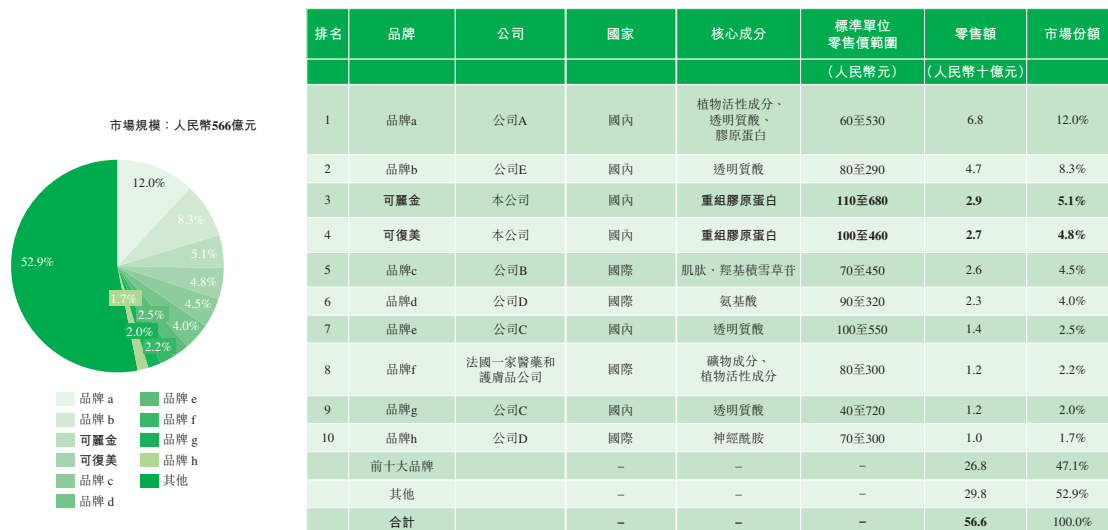 市場規模：人民幣566億元
12.0%
8.3%
5.1%
4.8%
4.5%
4.0%
2.5%
2.2%
2.0%
1.7%
52.9%
品牌 a
品牌 b
可麗金
可復美
品牌 c
品牌 d
品牌 e
品牌 f
品牌 g
品牌 h
其他
排名 品牌 公司 國家 核心成分 標準單位零售價範圍 零售額 市場份額
（人民幣元） （人民幣十億元）
1 品牌a 公司A 國內 植物活性成分、透明質酸、膠原蛋白 60至530 6.8 12.0%
2 品牌b 公司E 國內 透明質酸 80至290 4.7 8.3%
3 可麗金 本公司 國內 重組膠原蛋白 110至680 2.9 5.1%
4 可復美 本公司 國內 重組膠原蛋白 100至460 2.7 4.8%
5 品牌c 公司B 國際 肌肽、羥基積雪草苷 70至450 2.6 4.5%
6 品牌d 公司D 國際 氨基酸 90至320 2.3 4.0%
7 品牌e 公司C 國內 透明質酸 100至550 1.4 2.5%
8 品牌f 法國一家醫藥和護膚品公司 國際 礦物成分、植物活性成分 80至300 1.2 2.2%
9 品牌g 公司C 國內 透明質酸 40至720 1.2 2.0%
10 品牌h 公司D 國際 神經酰胺 70至300 1.0 1.7%
前十大品牌 – – – 26.8 47.1%
其他 – – – 29.8 52.9%
合計 – – – 56.6 100.0%